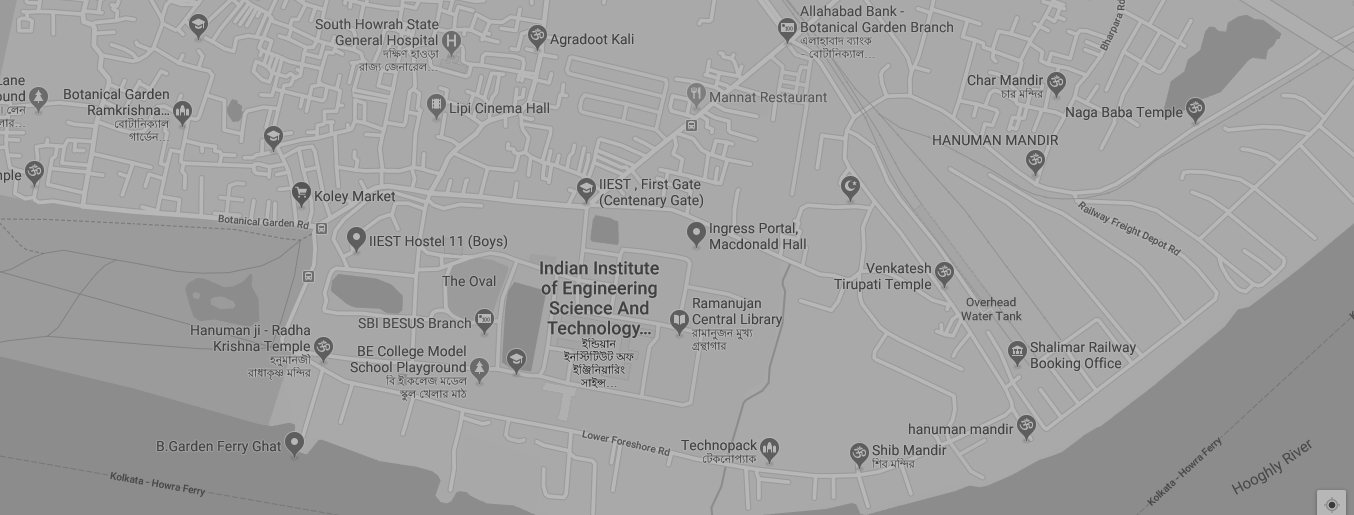 Allahabad Bank -
Botanical Garden Branch
এলাহাবাদ ব্যাংক
- বোটানিক্যাল...
South Howrah State
General Hospital
দক্ষিণ হাওড়া
রাজ্য জেনারেল...
Agradoot Kali
Bharpara Rd
Char Mandir
চার মন্দির
Lane
Botanical Garden
Ramkrishna...
বোটানিক্যাল
গার্ডেন...
Lipi Cinema Hall
Mannat Restaurant
Naga Baba Temple
HANUMAN MANDIR
Koley Market
IIEST , First Gate
(Centenary Gate)
Botanical Garden Rd
IIEST Hostel 11 (Boys)
Ingress Portal,
Macdonald Hall
Railway Freight Depot Rd
The Oval
Indian Institute
of Engineering
Science And
Technology...
ইন্ডিয়ান
ইনস্টিটিউট অফ
ইঞ্জিনিয়ারিং
সাইন্স...
Venkatesh
Tirupati Temple
Overhead
Water Tank
Ramanujan
Central Library
রামানুজন মুখ্য
গ্রন্থাগার
SBI BESUS Branch
Hanuman ji - Radha
Krishna Temple
হনুমানজী
রাধাকৃষ্ণ মন্দির
BE College Model
School Playground
বি ই কলেজ মডেল
স্কুল খেলার মাঠ
Shalimar Railway
Booking Office
hanuman mandir
B.Garden Ferry Ghat
Lower Foreshore Rd
Technopack
টেকনোপ্যাক
Shib Mandir
শিব মন্দির
Kolkata - Howra Ferry
Kolkata - Howra Ferry
Hooghly River